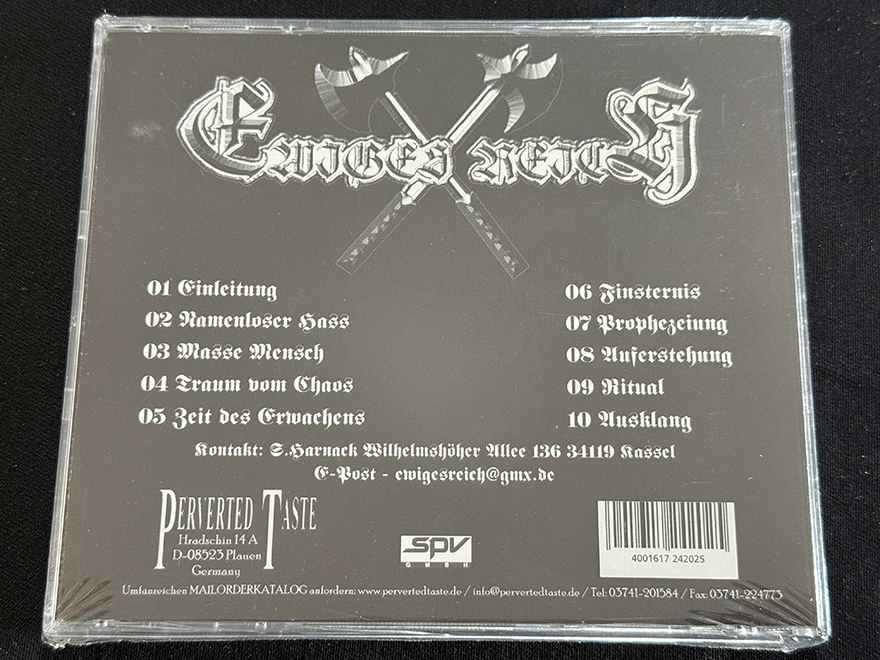 Ewiges Reich
01 Einleitung
02 Namenloser Hass
03 Masse Mensch
04 Traum vom Chaos
05 Zeit des Erwachens
06 Finsternis
07 Prophezeiung
08 Auferstehung
09 Ritual
10 Ausklang
Kontakt: S.Harnack Wilhelmshöher Allee 136 34119 Kassel
E-Post - ewigesreich@gmx.de
PERVERTED TASTE
Hradschin 14 A
D-08523 Plauen
Germany
SPV
GMBH
4001617 242025
Umfanreichen MAILORDERKATALOG anfordern: www.pervertedtaste.de / info@pervertedtaste.de / Tel: 03741-201584 / Fax: 03741-224773